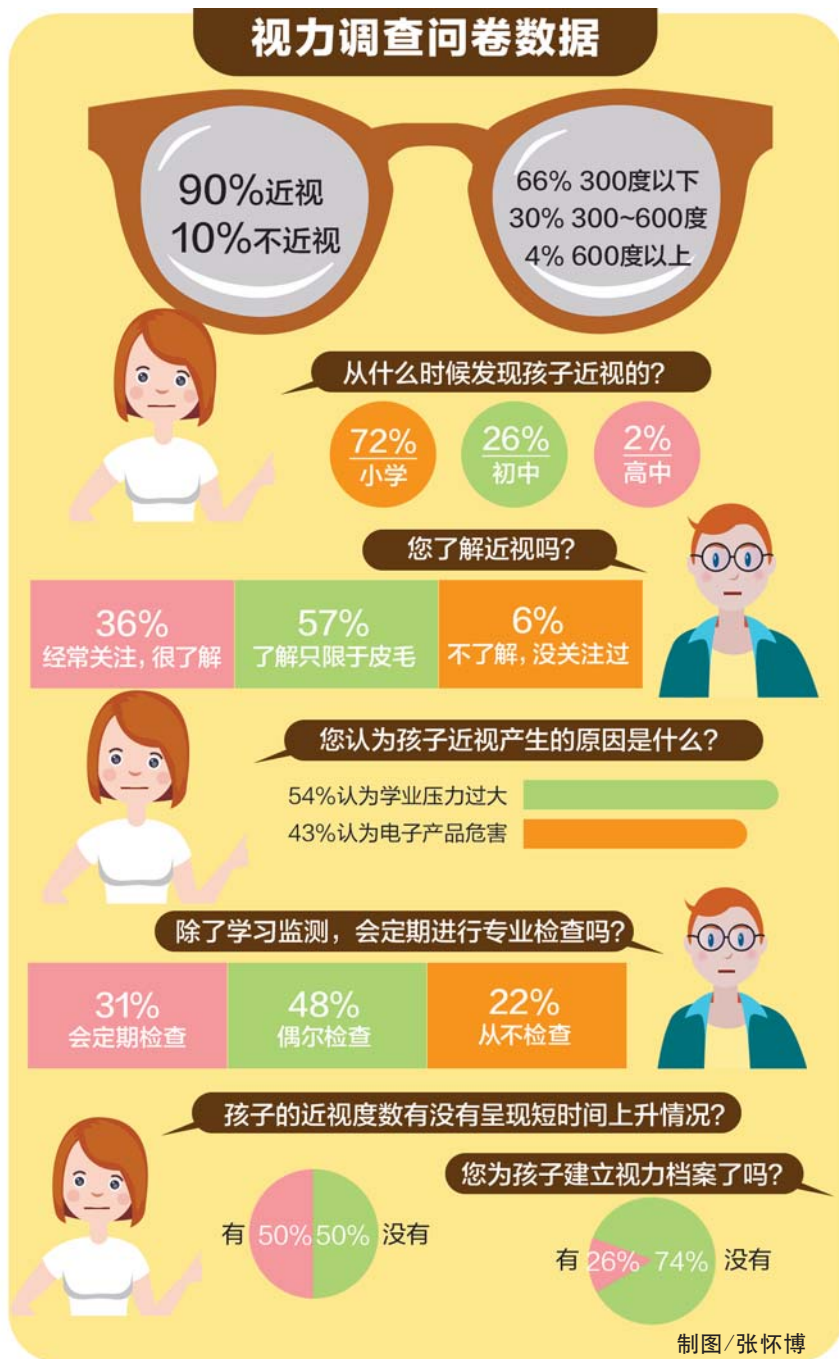 视力调查问卷数据
90%近视
10%不近视
66% 300度以下
30% 300~600度
4% 600度以上
从什么时候发现孩子近视的？
72%
小学
26%
初中
2%
高中
您了解近视吗？
36%
经常关注，很了解
57%
了解只限于皮毛
6%
不了解，没关注过
您认为孩子近视产生的原因是什么？
54%认为学业压力过大
43%认为电子产品危害
除了学习监测，会定期进行专业检查吗？
31%
会定期检查
48%
偶尔检查
22%
从不检查
孩子的近视度数有没有呈现短时间上升情况？
有 50% 50% 没有
您为孩子建立视力档案了吗？
有 26% 74% 没有
制图/张怀博